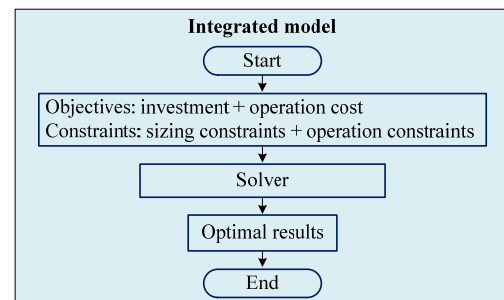 Integrated model
Start
Objectives: investment + operation cost
Constraints: sizing constraints + operation constraints
Solver
Optimal results
End